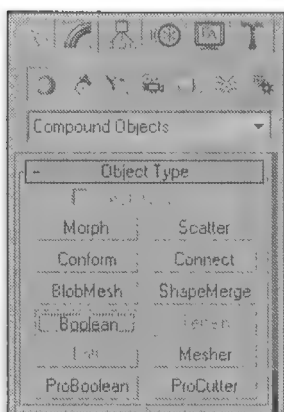 Compound Objects
- Object Type
Morph Scatter
Conform Connect
BlobMesh ShapeMerge
Boolean
Mesher
ProBoolean ProCutter